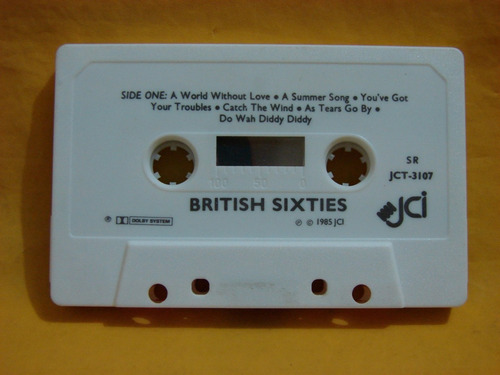 SIDE ONE: A World Without Love • A Summer Song • You've Got
Your Troubles • Catch The Wind • As Tears Go By •
Do Wah Diddy Diddy
100 50 0
SR
JCT-3107
BRITISH SIXTIES
JCi
® DOLBY SYSTEM
℗ © 1985 JCI